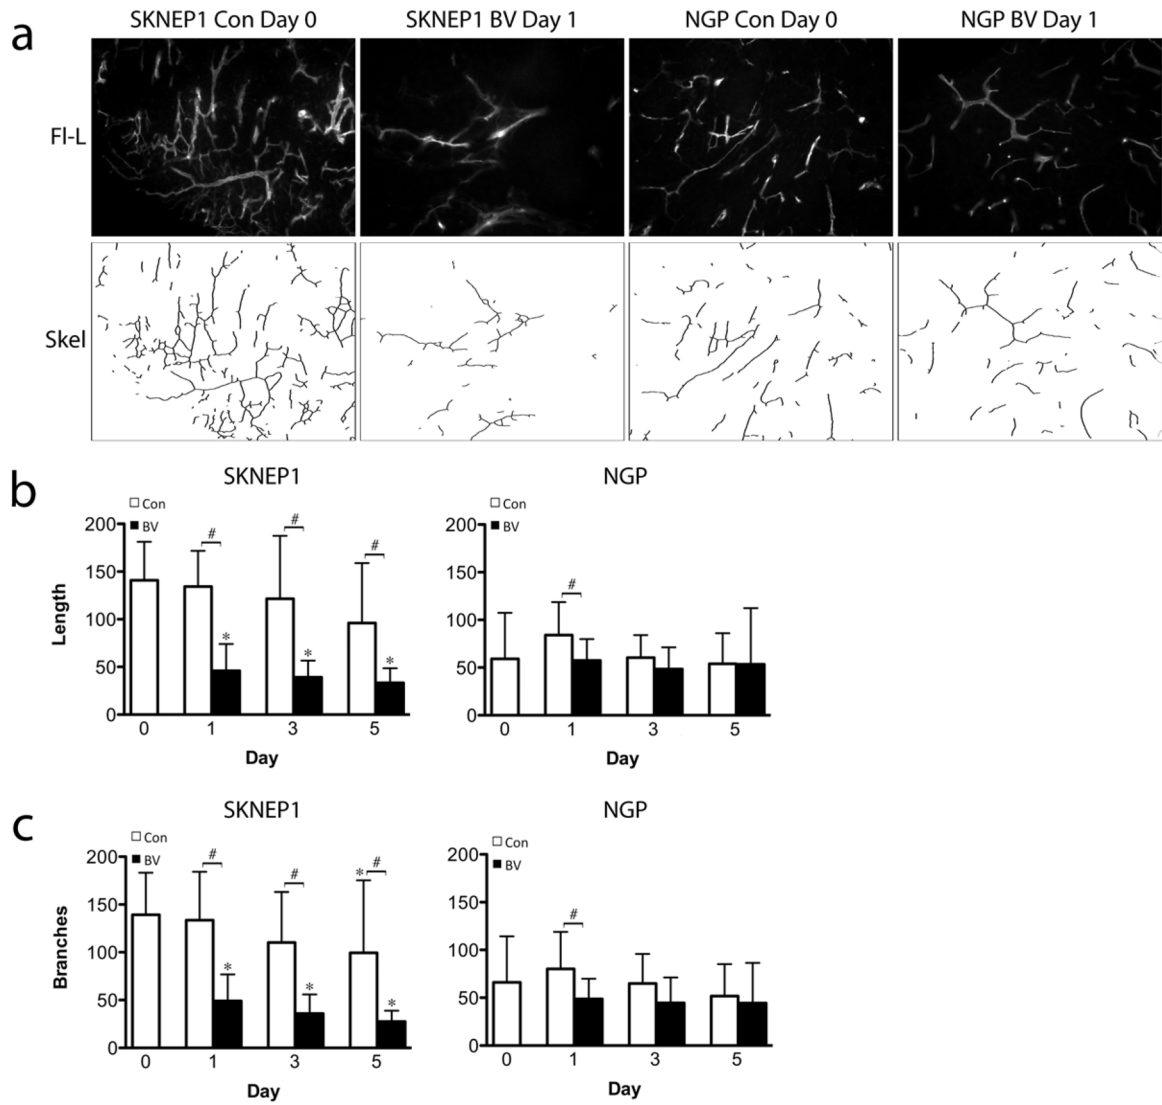 a
SKNEP1 Con Day 0
SKNEP1 BV Day 1
NGP Con Day 0
NGP BV Day 1
Fl-L
Skel
b
SKNEP1
NGP
Con
BV
Con
BV
Length
200
150
100
50
0
#
#
#
*
*
*
0 1 3 5
Day
200
150
100
50
0
#
0 1 3 5
Day
c
SKNEP1
NGP
Con
BV
Con
BV
Branches
200
150
100
50
0
#
#
* #
*
*
*
0 1 3 5
Day
200
150
100
50
0
#
0 1 3 5
Day